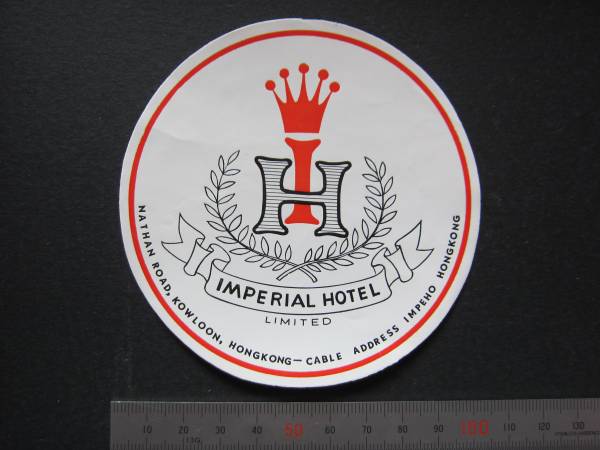 IH
IMPERIAL HOTEL
LIMITED
NATHAN ROAD, KOWLOON, HONGKONG— CABLE ADDRESS IMPEHO HONGKONG
10 20 30 40 50 60 70 80 90 100 110 120 130